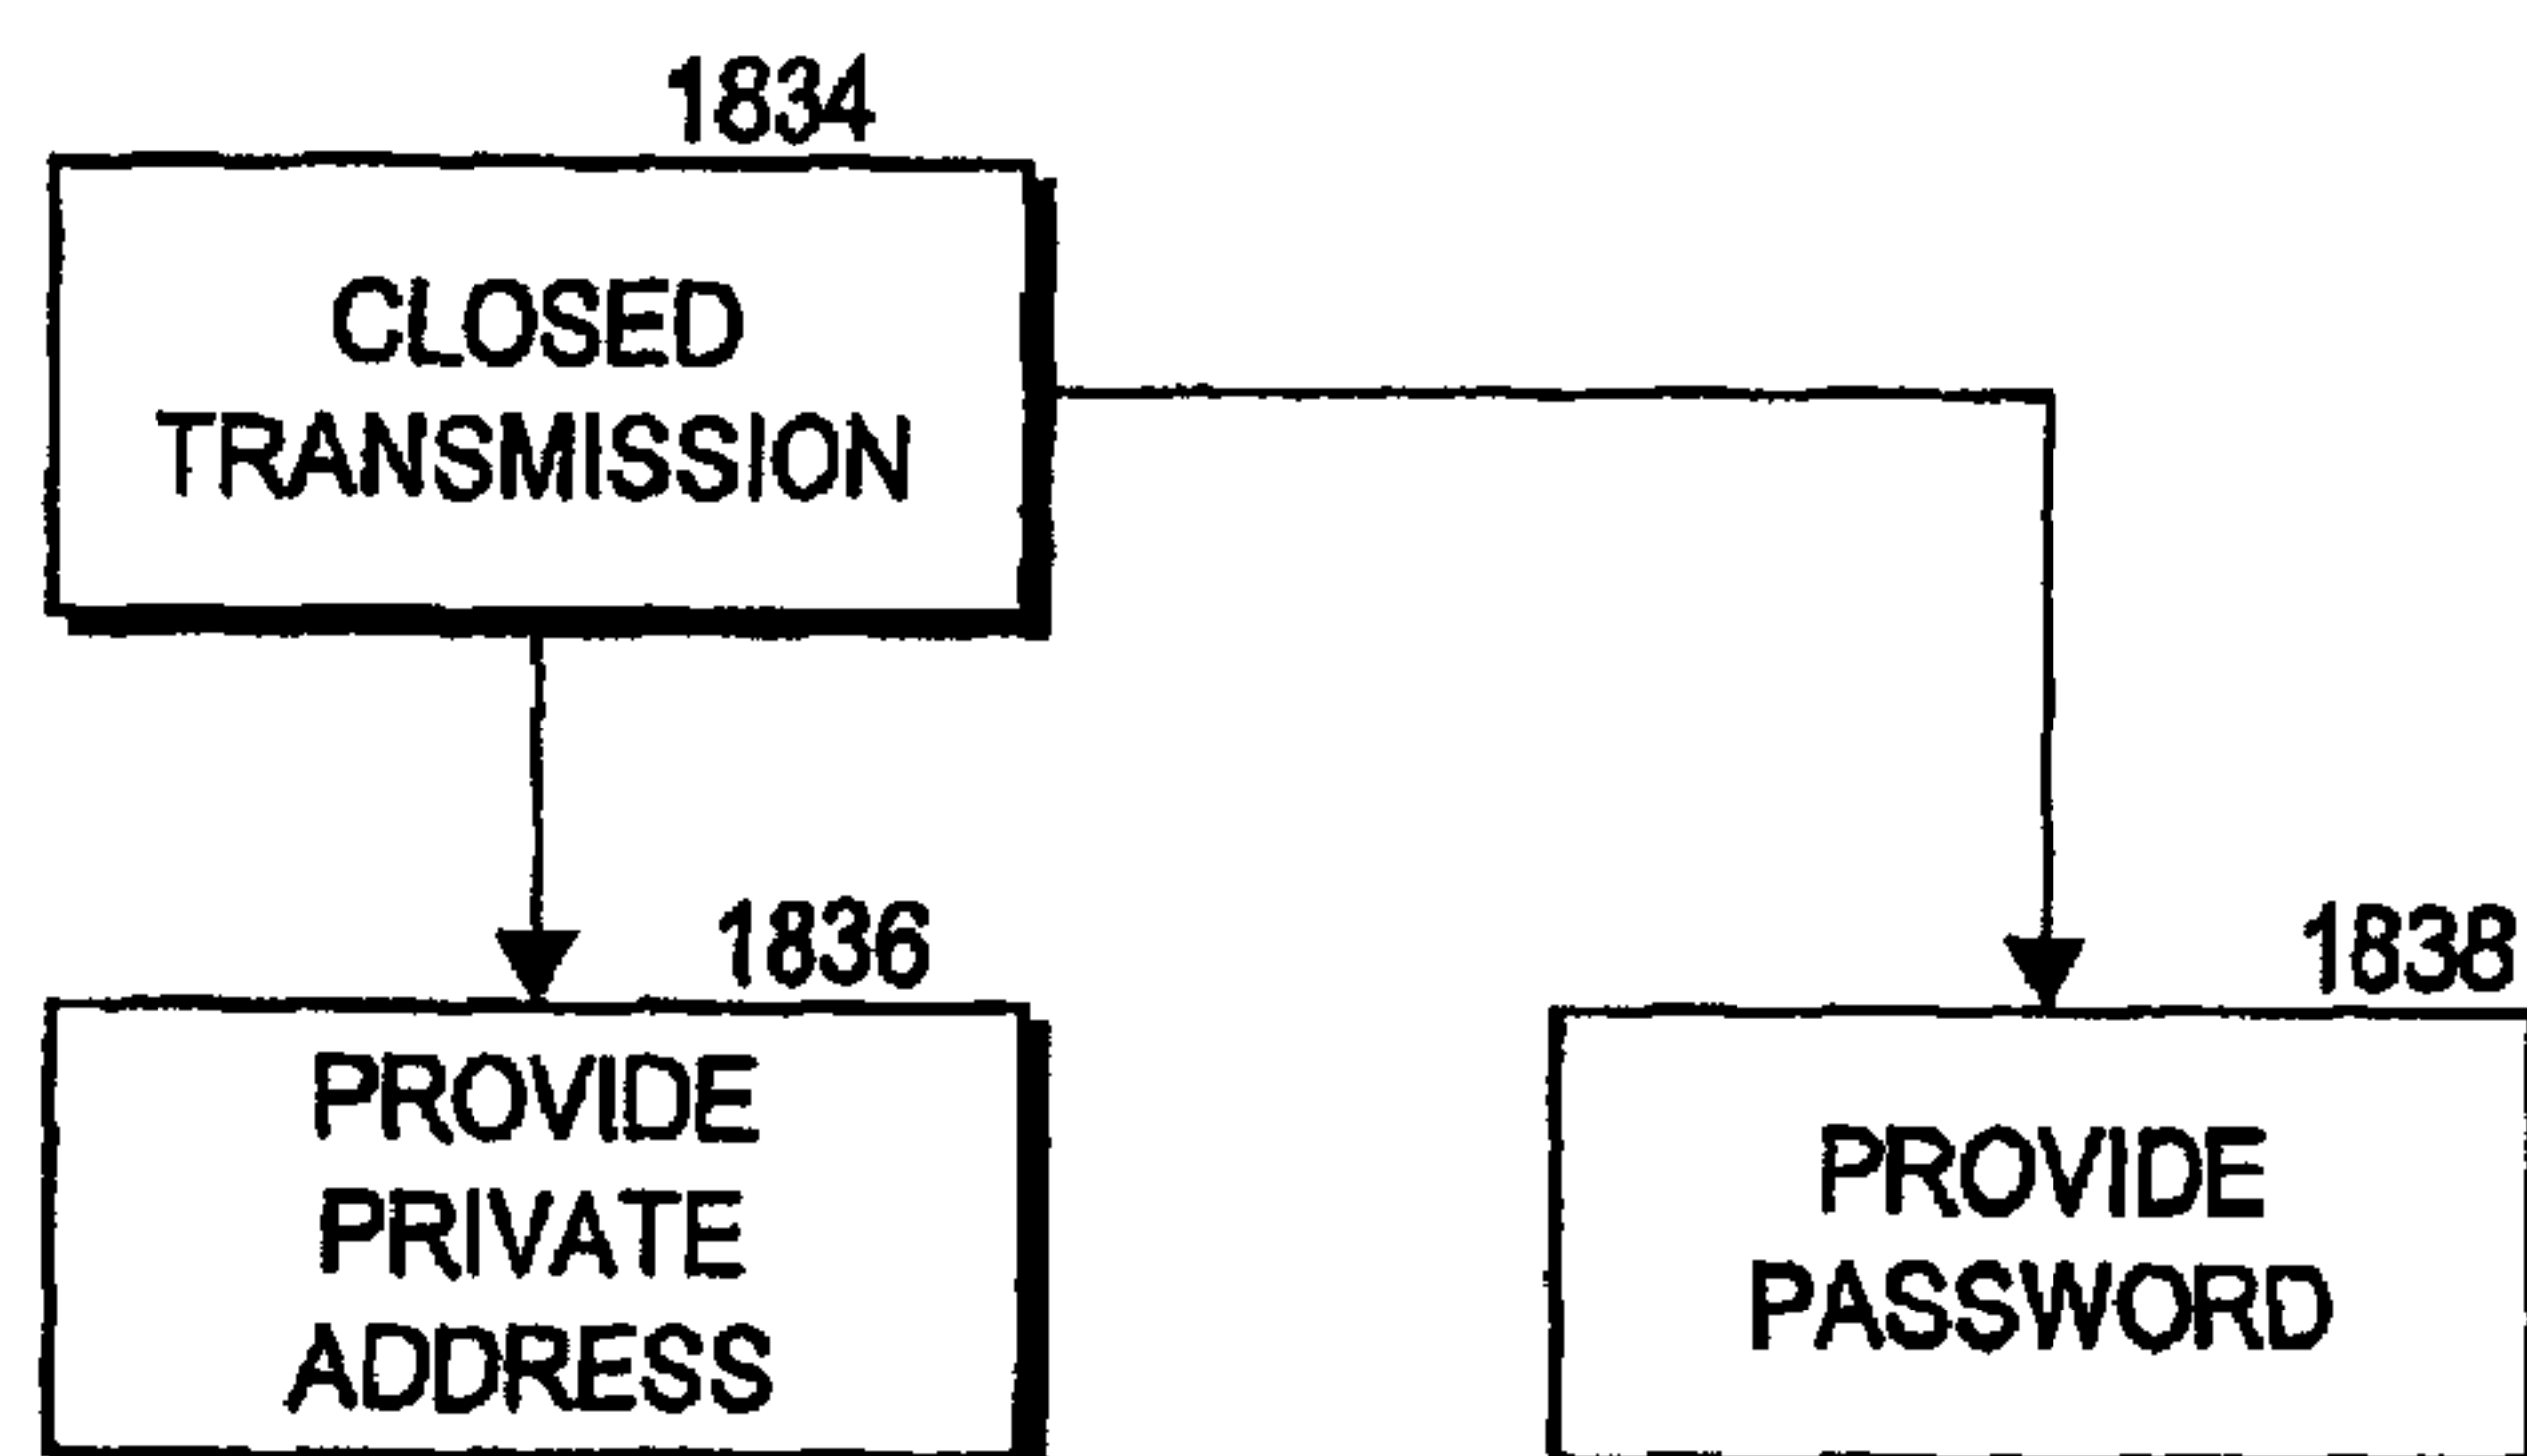 1834
CLOSED
TRANSMISSION
1836
PROVIDE
PRIVATE
ADDRESS
1838
PROVIDE
PASSWORD